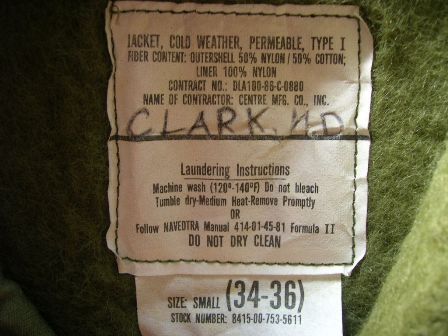 JACKET, COLD WEATHER, PERMEABLE, TYPE I
FIBER CONTENT: OUTERSHELL 50% NYLON/50% COTTON;
LINER 100% NYLON
CONTRACT NO.: DLA100-86-C-0880
NAME OF CONTRACTOR: CENTRE MFG. CO., INC.
CLARK, MD
Laundering Instructions
Machine wash (120°-140°F) Do not bleach
Tumble dry-Medium Heat-Remove Promptly
OR
Follow NAVEDTRA Manual 414-01-45-81 Formula II
DO NOT DRY CLEAN
SIZE: SMALL (34-36)
STOCK NUMBER: 8415-00-753-5611